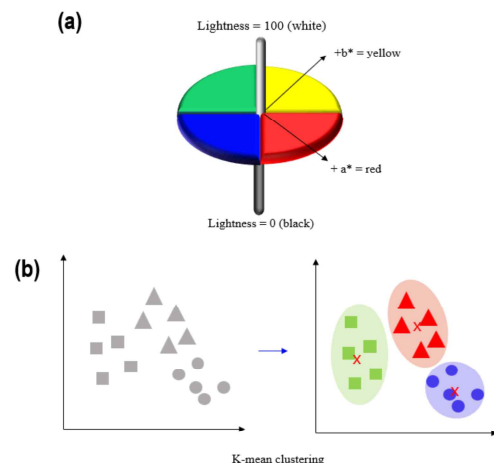 (a)
Lightness = 100 (white)
+b* = yellow
+ a* = red
Lightness = 0 (black)
(b)
X
X
X
K-mean clustering